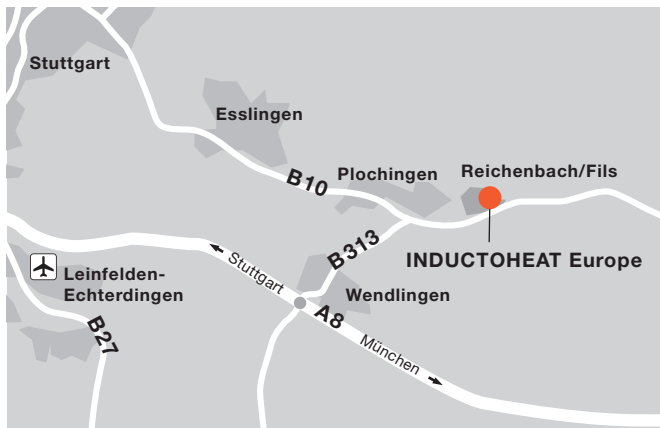 Stuttgart
Esslingen
B10
Plochingen
Reichenbach/Fils
B313
INDUCTOHEAT Europe
Stuttgart
Leinfelden-
Echterdingen
Wendlingen
A8
B27
München